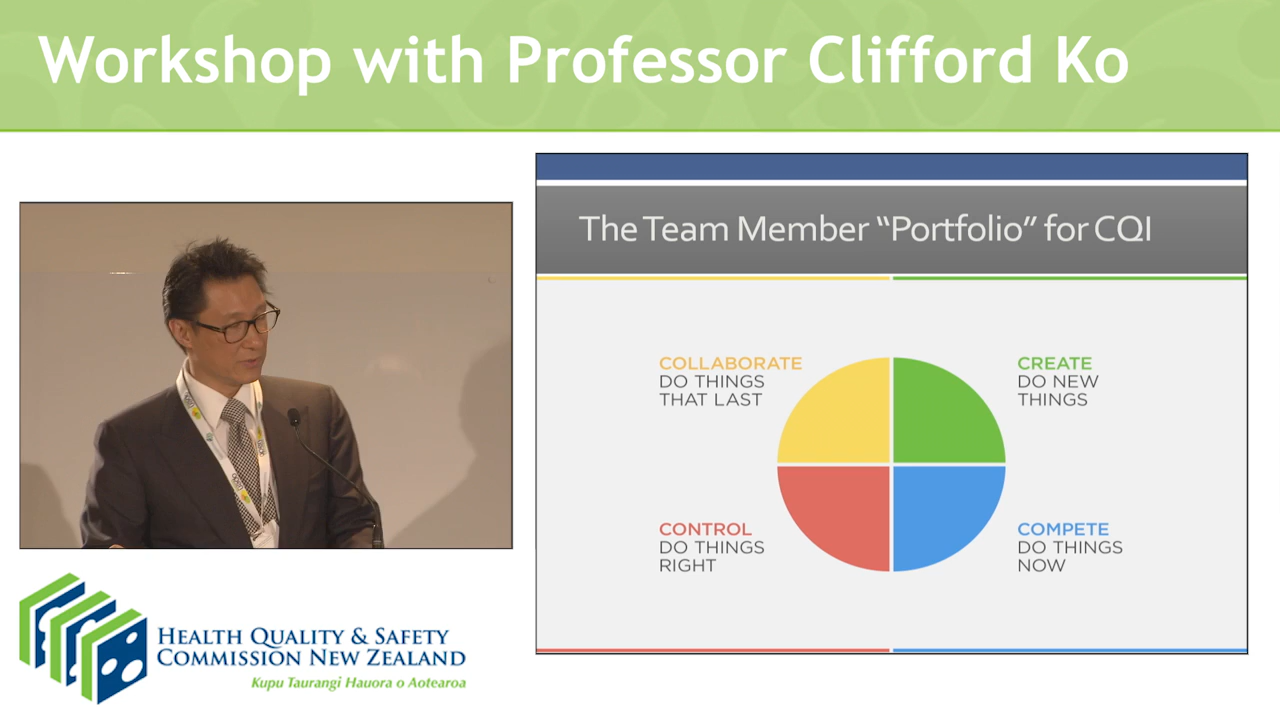 Workshop with Professor Clifford Ko
The Team Member “Portfolio” for CQI
COLLABORATE
DO THINGS
THAT LAST
CREATE
DO NEW
THINGS
CONTROL
DO THINGS
RIGHT
COMPETE
DO THINGS
NOW
HEALTH QUALITY & SAFETY
COMMISSION NEW ZEALAND
Kupu Taurangi Hauora o Aotearoa